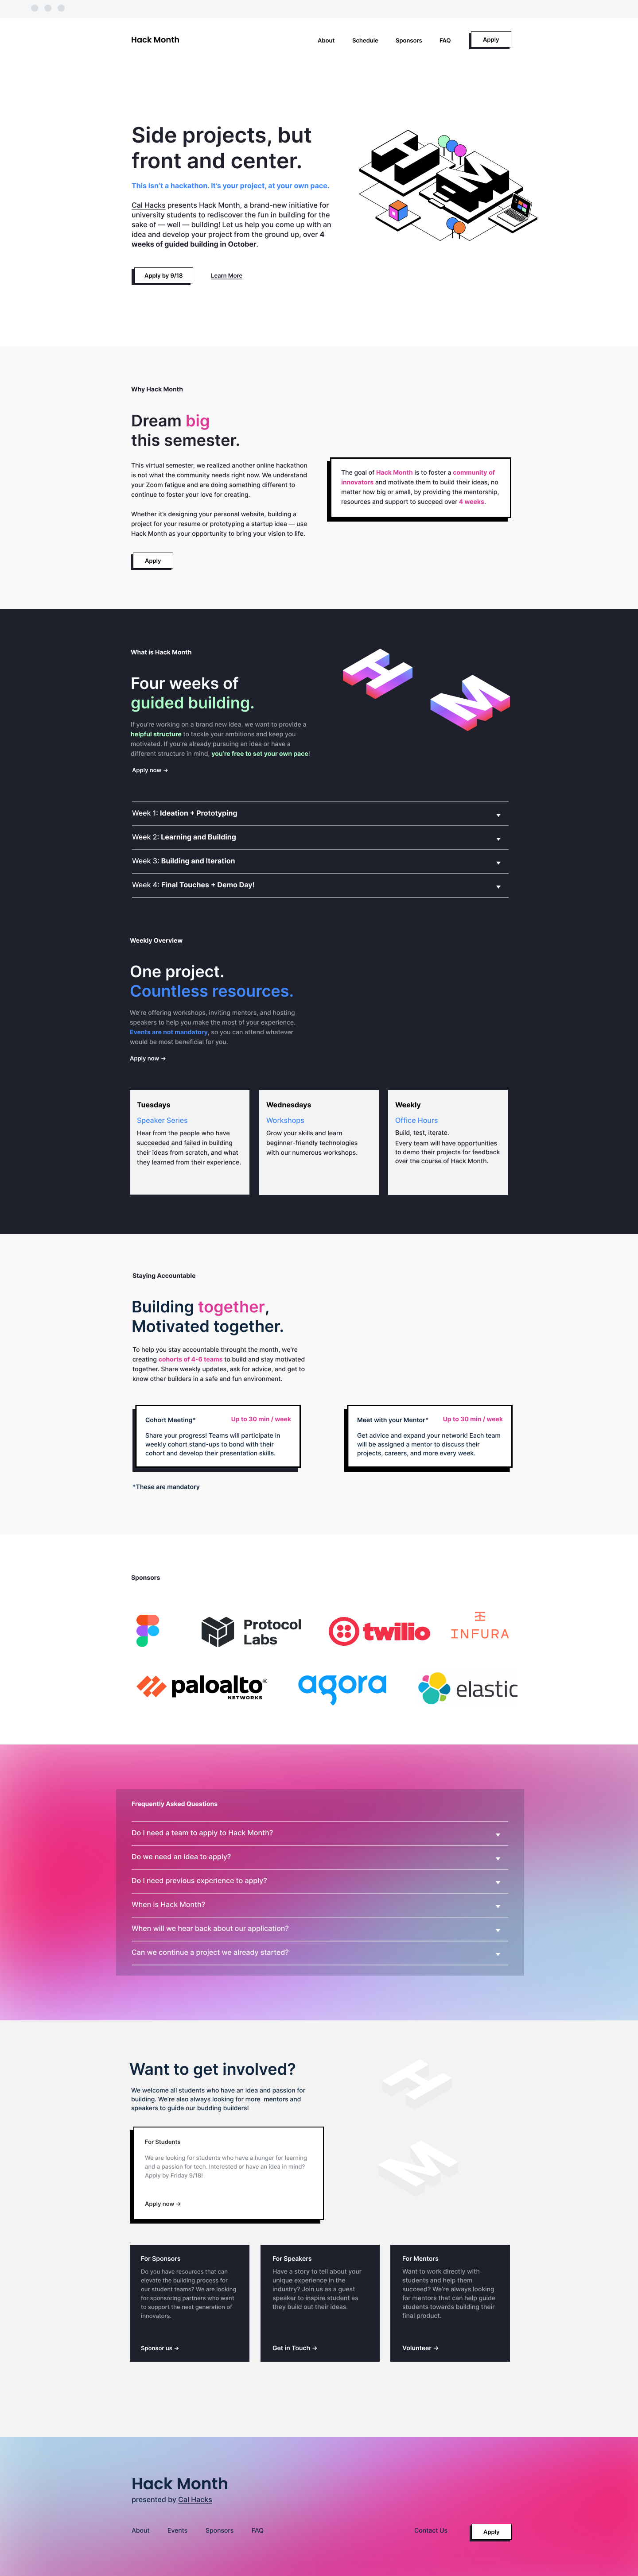 Hack Month
About Schedule Sponsors FAQ Apply
Side projects, but
front and center.
This isn't a hackathon. It's your project, at your own pace.
Cal Hacks presents Hack Month, a brand-new initiative for
university students to rediscover the fun in building for the
sake of — well — building! Let us help you come up with an
idea and develop your project from the ground up, over 4
weeks of guided building in October.
Apply by 9/18 Learn More
Why Hack Month
Dream big
this semester.
This virtual semester, we realized another online hackathon
is not what the community needs right now. We understand
your Zoom fatigue and are doing something different to
continue to foster your love for creating.
Whether it's designing your personal website, building a
project for your resume or prototyping a startup idea — use
Hack Month as your opportunity to bring your vision to life.
Apply
The goal of Hack Month is to foster a community of
innovators and motivate them to build their ideas, no
matter how big or small, by providing the mentorship,
resources and support to succeed over 4 weeks.
What is Hack Month
Four weeks of
guided building.
If you're working on a brand new idea, we want to provide a
helpful structure to tackle your ambitions and keep you
motivated. If you're already pursuing an idea or have a
different structure in mind, you're free to set your own pace!
Apply now →
H
M
Week 1: Ideation + Prototyping
Week 2: Learning and Building
Week 3: Building and Iteration
Week 4: Final Touches + Demo Day!
Weekly Overview
One project.
Countless resources.
We're offering workshops, inviting mentors, and hosting
speakers to help you make the most of your experience.
Events are not mandatory, so you can attend whatever
would be most beneficial for you.
Apply now →
Tuesdays
Speaker Series
Hear from the people who have
succeeded and failed in building
their ideas from scratch, and what
they learned from their experience.
Wednesdays
Workshops
Grow your skills and learn
beginner-friendly technologies
with our numerous workshops.
Weekly
Office Hours
Build, test, iterate.
Every team will have opportunities
to demo their projects for feedback
over the course of Hack Month.
Staying Accountable
Building together,
Motivated together.
To help you stay accountable throught the month, we're
creating cohorts of 4-6 teams to build and stay motivated
together. Share weekly updates, ask for advice, and get to
know other builders in a safe and fun environment.
Cohort Meeting* Up to 30 min / week
Share your progress! Teams will participate in
weekly cohort stand-ups to bond with their
cohort and develop their presentation skills.
Meet with your Mentor* Up to 30 min / week
Get advice and expand your network! Each team
will be assigned a mentor to discuss their
projects, careers, and more every week.
*These are mandatory
Sponsors
Protocol
Labs
twilio
INFURA
paloalto®
NETWORKS
agora
elastic
Frequently Asked Questions
Do I need a team to apply to Hack Month?
Do we need an idea to apply?
Do I need previous experience to apply?
When is Hack Month?
When will we hear back about our application?
Can we continue a project we already started?
Want to get involved?
We welcome all students who have an idea and passion for
building. We're also always looking for more mentors and
speakers to guide our budding builders!
H
M
For Students
We are looking for students who have a hunger for learning
and a passion for tech. Interested or have an idea in mind?
Apply by Friday 9/18!
Apply now →
For Sponsors
Do you have resources that can
elevate the building process for
our student teams? We are looking
for sponsoring partners who want
to support the next generation of
innovators.
Sponsor us →
For Speakers
Have a story to tell about your
unique experience in the
industry? Join us as a guest
speaker to inspire student as
they build out their ideas.
Get in Touch →
For Mentors
Want to work directly with
students and help them
succeed? We're always looking
for mentors that can help guide
students towards building their
final product.
Volunteer →
Hack Month
presented by Cal Hacks
About Events Sponsors FAQ Contact Us Apply